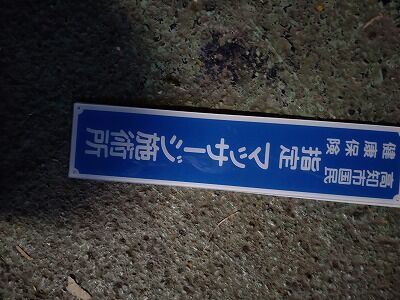 高知市国民
健康保険
指定マッサージ施術所